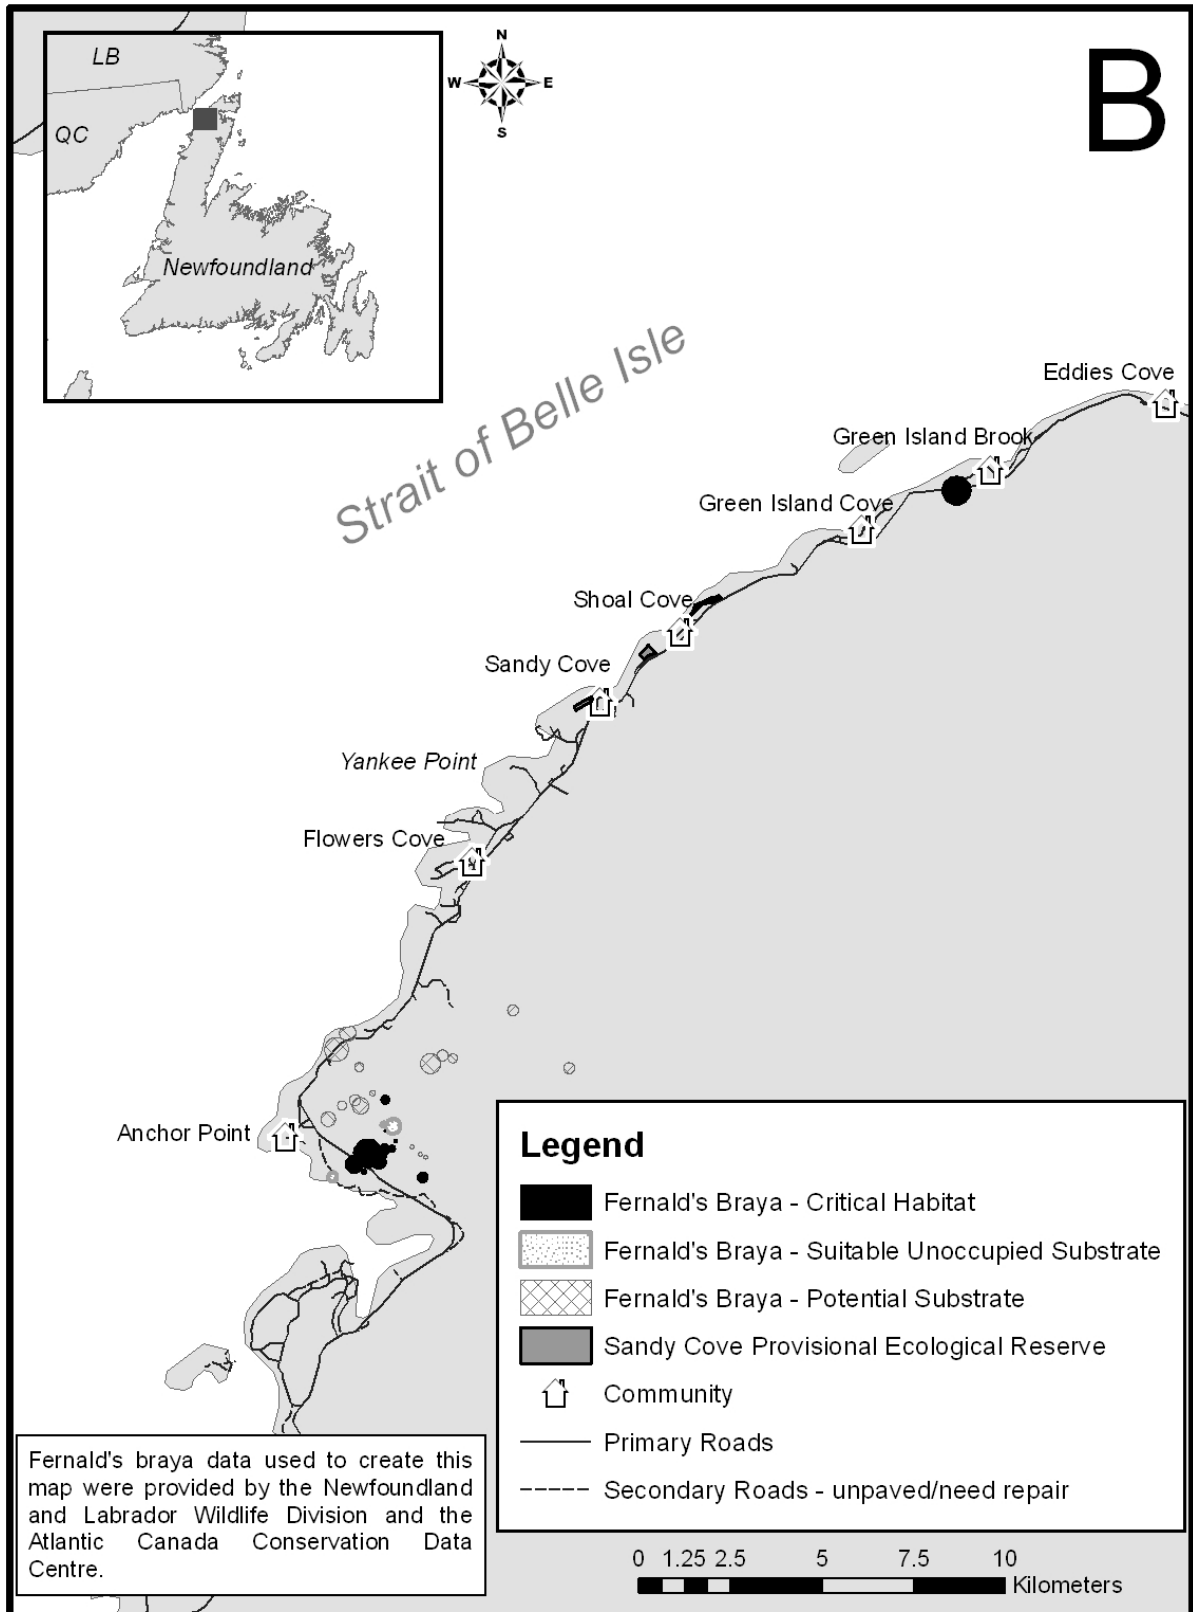 LB
QC
Newfoundland
N
W
E
S
B
Strait of Belle Isle
Eddies Cove
Green Island Brook
Green Island Cove
Shoal Cove
Sandy Cove
Yankee Point
Flowers Cove
Anchor Point
Legend
Fernald's Braya - Critical Habitat
Fernald's Braya - Suitable Unoccupied Substrate
Fernald's Braya - Potential Substrate
Sandy Cove Provisional Ecological Reserve
Community
Primary Roads
Secondary Roads - unpaved/need repair
Fernald's braya data used to create this
map were provided by the Newfoundland
and Labrador Wildlife Division and the
Atlantic Canada Conservation Data
Centre.
0 1.25 2.5 5 7.5 10
Kilometers